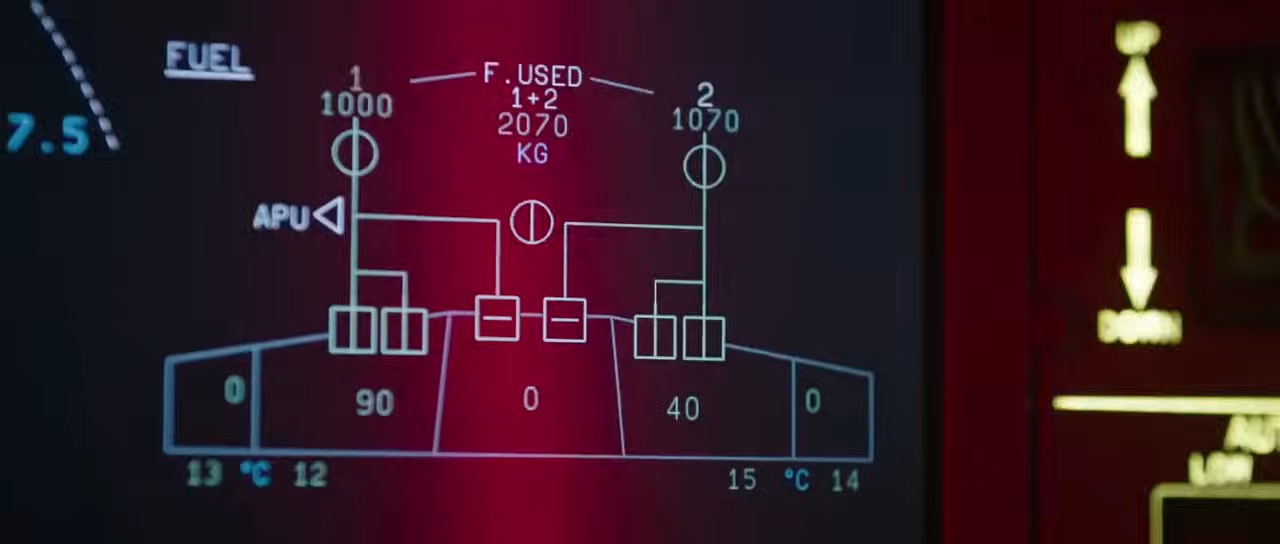 FUEL
7.5
1
1000
F.USED
1+2
2070
KG
2
1070
APU
0
90
0
40
0
13 °C 12
15 °C 14
UP
DOWN
LOW